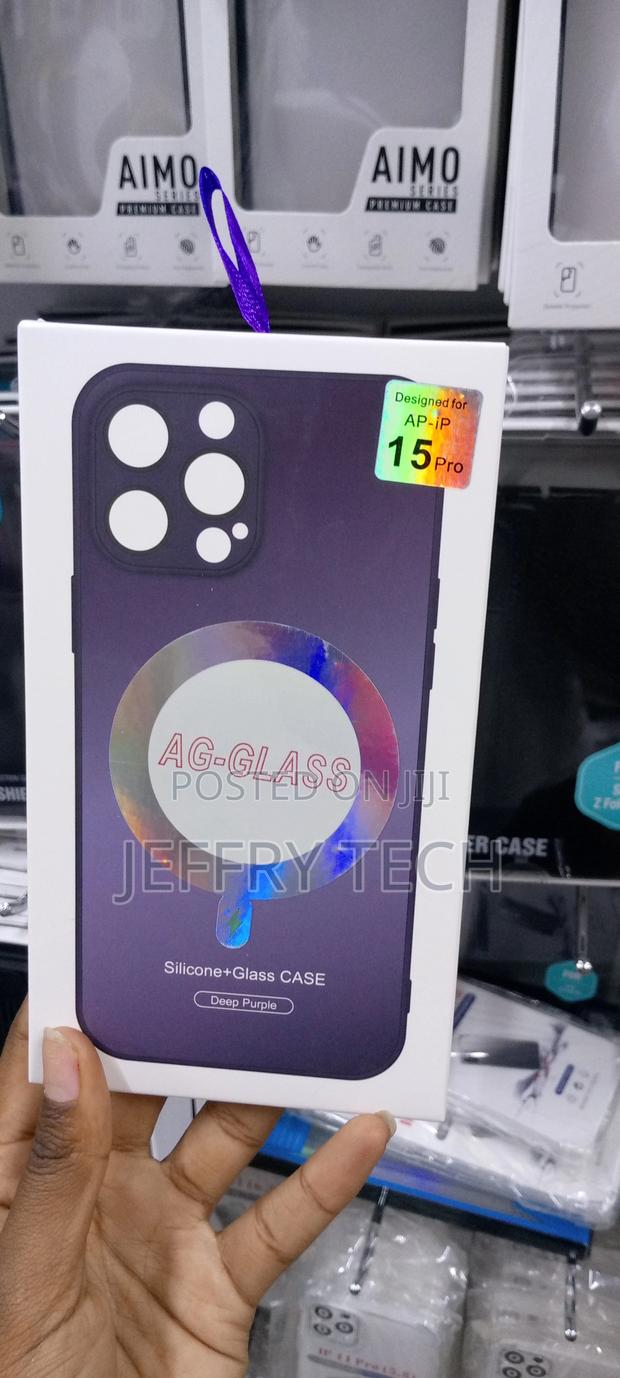 AIMO
SERIES
PREMIUM CASE
AIMO
SERIES
PREMIUM CASE
Designed for
AP-iP
15 Pro
AG-GLASS
POSTED ON JIJI
JEFFRY TECH
Silicone+Glass CASE
Deep Purple
ER CASE